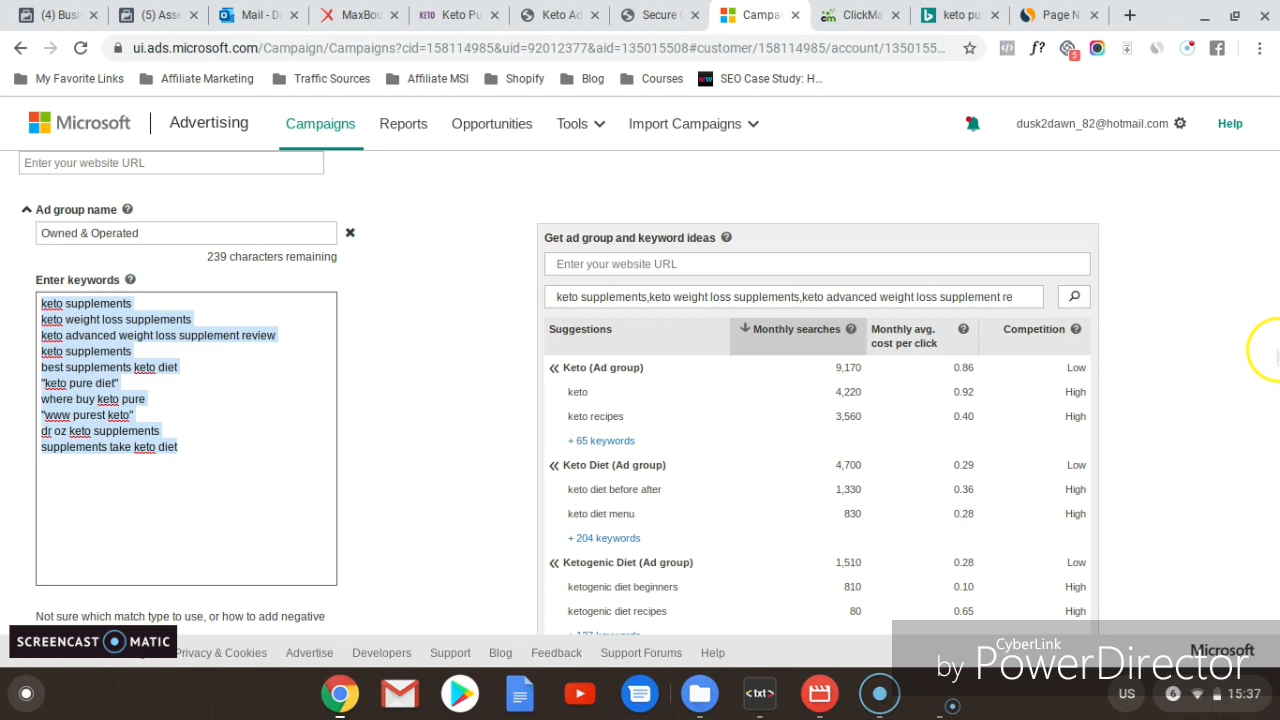 (4) Busin
(5) Asse
Mail - De
MaxBou
KETO Keto Pu
Keto Ad
Secure C
Campai
cm ClickMa
keto pu
Page N
ui.ads.microsoft.com/Campaign/Campaigns?cid=158114985&uid=92012377&aid=135015508#customer/158114985/account/1350155...
f?
5
My Favorite Links
Affiliate Marketing
Traffic Sources
Affiliate MSI
Shopify
Blog
Courses
SEO Case Study: H...
Microsoft
Advertising
Campaigns
Reports
Opportunities
Tools
Import Campaigns
dusk2dawn_82@hotmail.com
Help
Enter your website URL
Ad group name
Owned & Operated
239 characters remaining
Enter keywords
keto supplements
keto weight loss supplements
keto advanced weight loss supplement review
keto supplements
best supplements keto diet
"keto pure diet"
where buy keto pure
"www purest keto"
dr oz keto supplements
supplements take keto diet
Not sure which match type to use, or how to add negative
Get ad group and keyword ideas
Enter your website URL
keto supplements,keto weight loss supplements,keto advanced weight loss supplement re
Suggestions Monthly searches Monthly avg. cost per click Competition
Keto (Ad group) 9,170 0.86 Low
keto 4,220 0.92 High
keto recipes 3,560 0.40 High
+ 65 keywords
Keto Diet (Ad group) 4,700 0.29 Low
keto diet before after 1,330 0.36 High
keto diet menu 830 0.28 High
+ 204 keywords
Ketogenic Diet (Ad group) 1,510 0.28 Low
ketogenic diet beginners 810 0.10 High
ketogenic diet recipes 80 0.65 High
SCREENCAST MATIC
Privacy & Cookies
Advertise
Developers
Support
Blog
Feedback
Support Forums
Help
Microsoft
CyberLink
by PowerDirector
<txt>
US
6
15:37